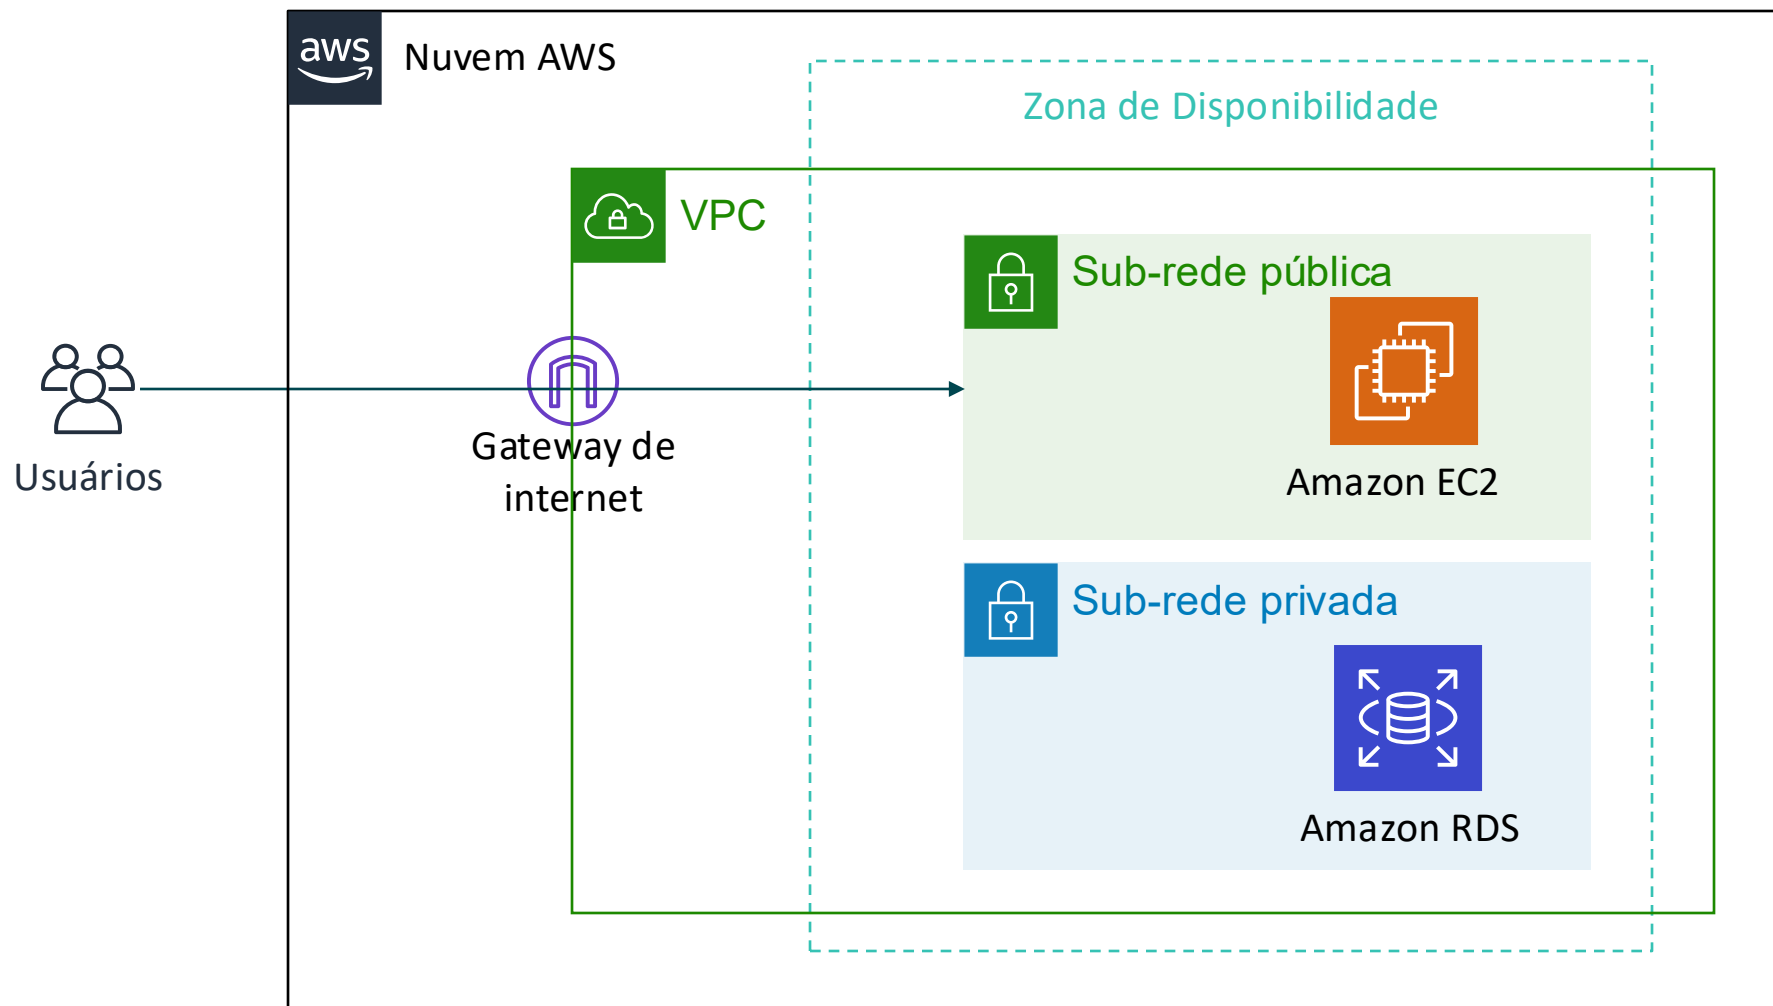 aws
Nuvem AWS
Zona de Disponibilidade
VPC
Sub-rede pública
Amazon EC2
Usuários
Gateway de
internet
Sub-rede privada
Amazon RDS